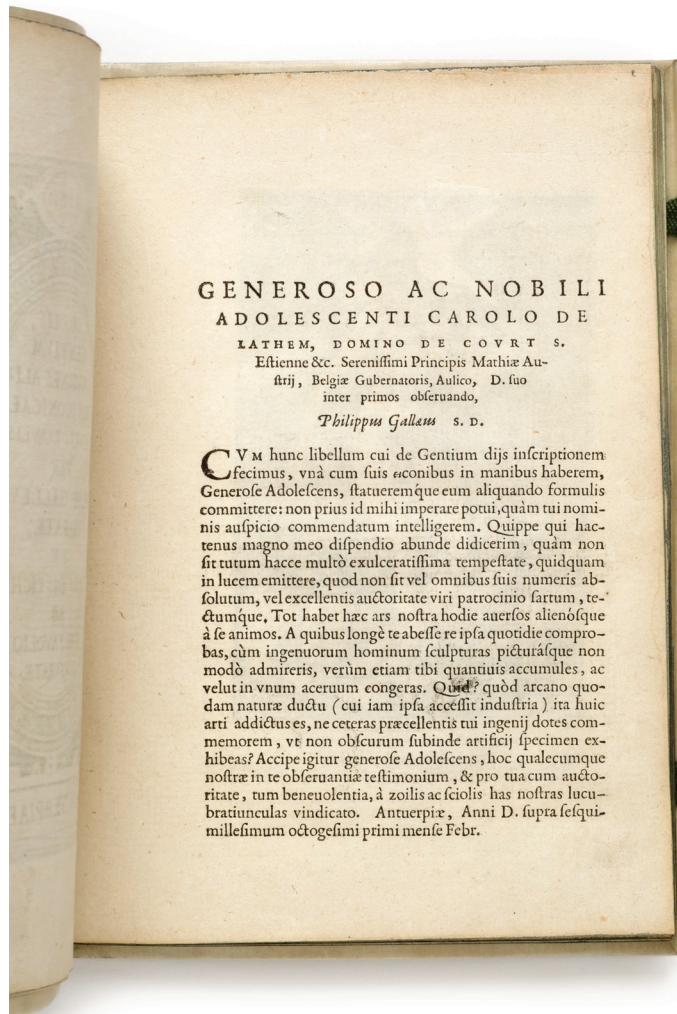 GENEROSO AC NOBILI
ADOLESCENTI CAROLO DE
LATHEM, DOMINO DE COVRT S.
Eſtienne &c. Sereniſſimi Principis Mathiæ Au-
ſtrij, Belgiæ Gubernatoris, Aulico, D. ſuo
inter primos obſeruando,
Philippus Gallæus S. D.
CVM hunc libellum cui de Gentium dijs inſcriptionem
fecimus, vnà cum ſuis eiconibus in manibus haberem,
Generoſe Adoleſcens, ſtatueremq́ue eum aliquando formulis
committere: non prius id mihi imperare potui, quàm tui nomi-
nis auſpicio commendatum intelligerem. Quippe qui hac-
tenus magno meo diſpendio abunde didicerim, quàm non
ſit tutum hacce multò exulceratiſſima tempeſtate, quidquam
in lucem emittere, quod non ſit vel omnibus ſuis numeris ab-
ſolutum, vel excellentis auctoritate viri patrocinio ſartum, te-
ctumq́ue. Tot habet hæc ars noſtra hodie auerſos alienóſque
à ſe animos. A quibus longè te abeſſe re ipſa quotidie compro-
bas, cùm ingenuorum hominum ſculpturas picturáſque non
modò admireris, verùm etiam tibi quantiuis accumules, ac
velut in vnum aceruum congeras. Quid? quòd arcano quo-
dam naturæ ductu (cui iam ipſa acceſſit induſtria) ita huic
arti addictus es, ne ceteras præcellentis tui ingenij dotes com-
memorem, vt non obſcurum ſubinde artificij ſpecimen ex-
hibeas? Accipe igitur generoſe Adoleſcens, hoc qualecumque
noſtræ in te obſeruantiæ teſtimonium, & pro tua cum aucto-
ritate, tum beneuolentia, à zoilis ac ſciolis has noſtras lucu-
bratiunculas vindicato. Antuerpiæ, Anni D. ſupra ſeſqui-
milleſimum octogeſimi primi menſe Febr.